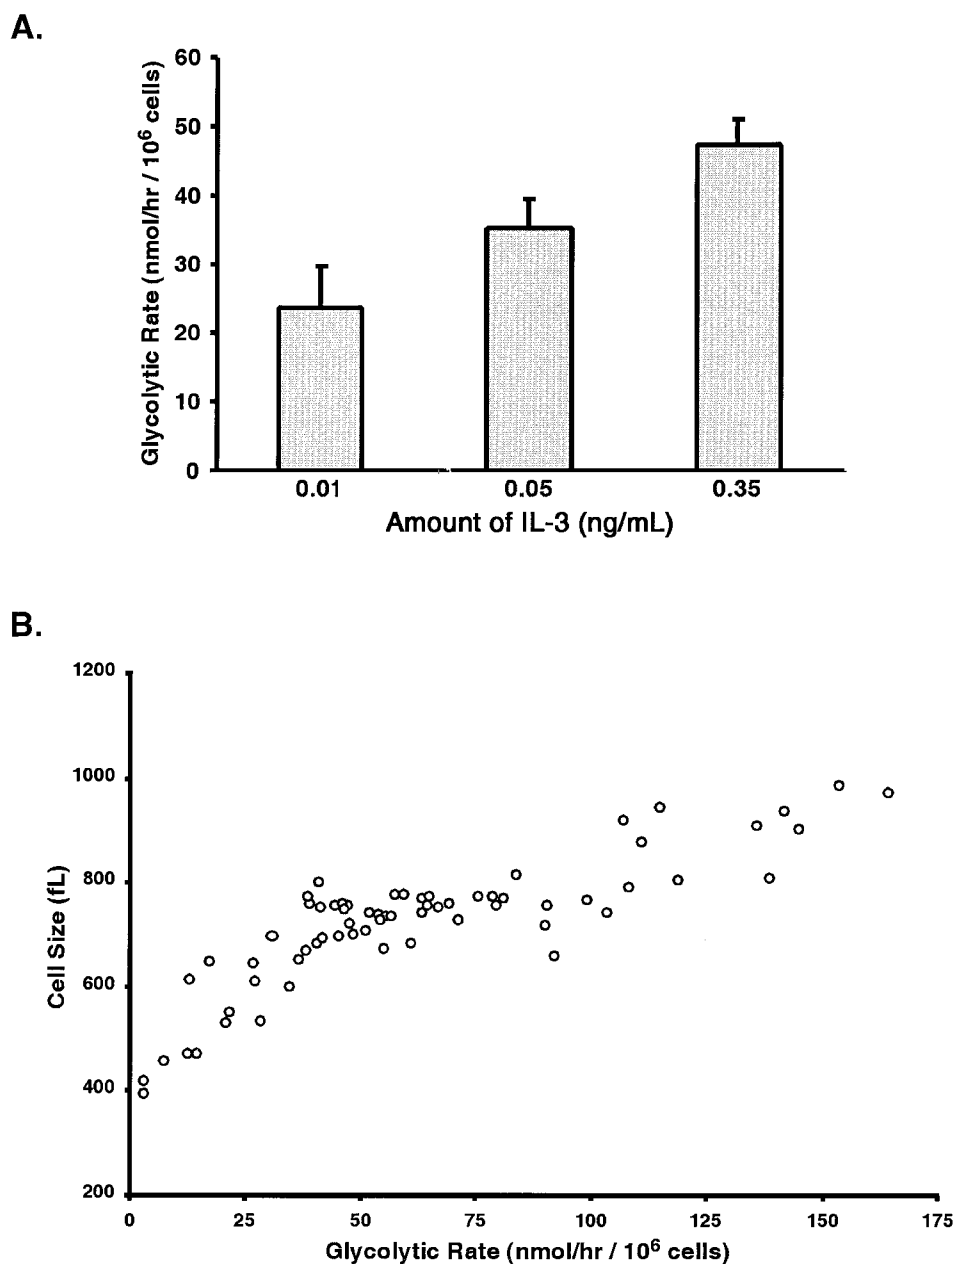 A.
60
50
40
30
20
10
0
Glycolytic Rate (nmol/hr / 10⁶ cells)
0.01 0.05 0.35
Amount of IL-3 (ng/mL)
B.
1200
1000
800
600
400
200
Cell Size (fL)
0 25 50 75 100 125 150 175
Glycolytic Rate (nmol/hr / 10⁶ cells)